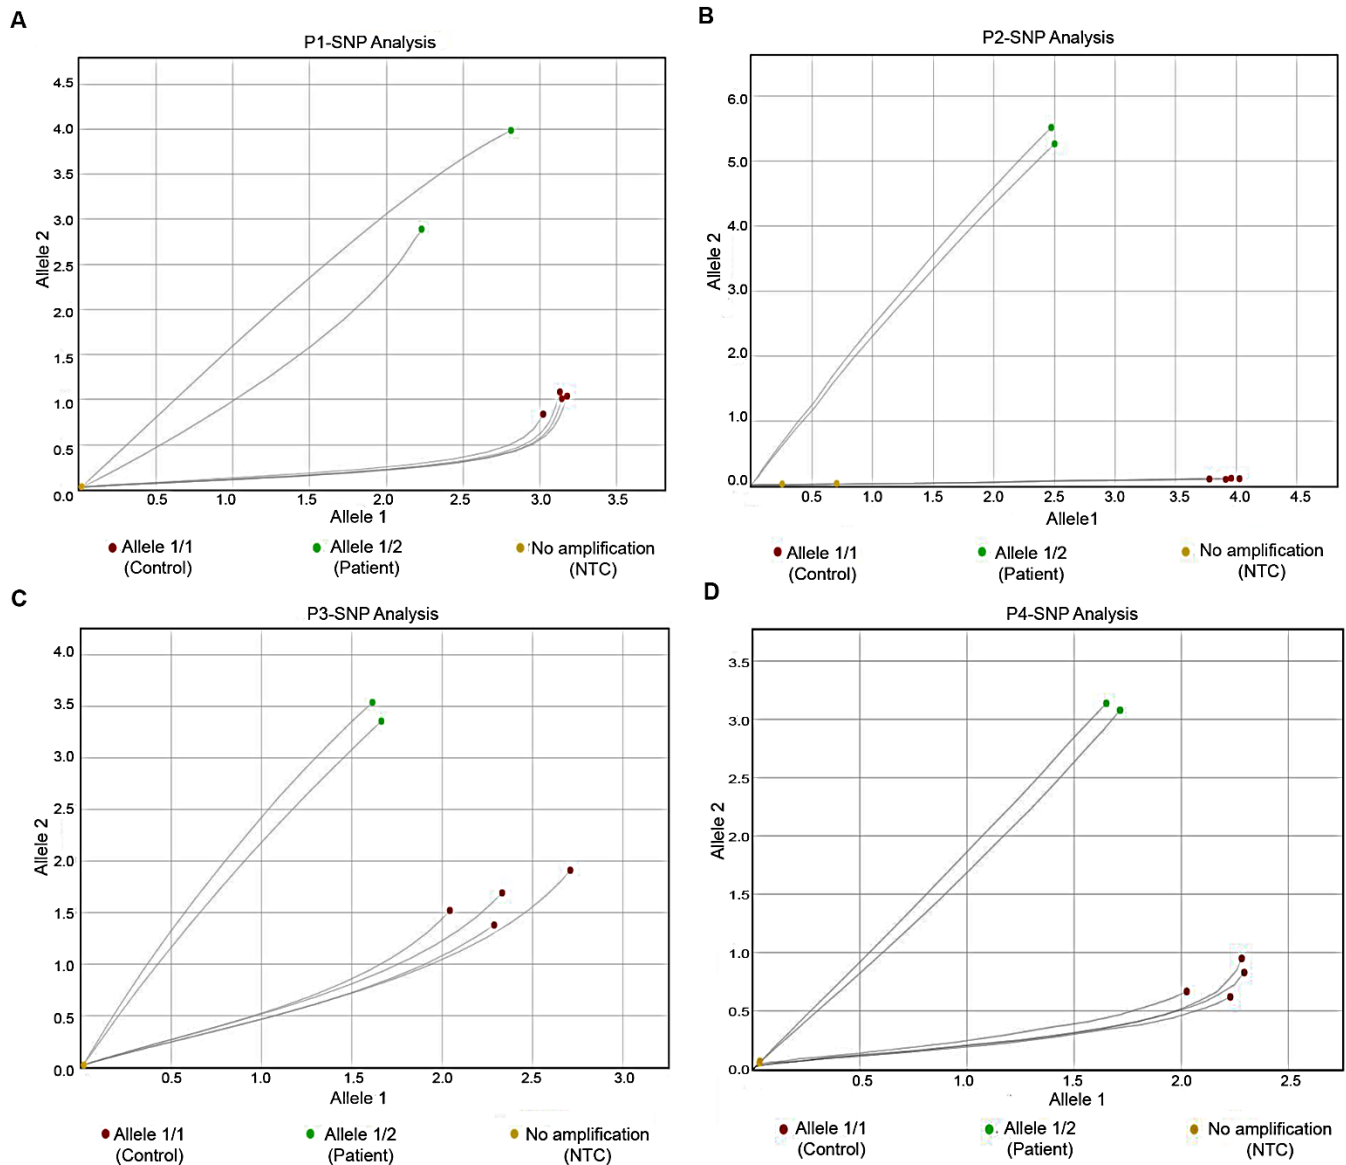 A
P1-SNP Analysis
4.5
4.0
3.5
3.0
2.5
2.0
1.5
1.0
0.5
0.0
Allele 2
0.5 1.0 1.5 2.0 2.5 3.0 3.5
Allele 1
Allele 1/1 Allele 1/2 No amplification
(Control) (Patient) (NTC)
B
P2-SNP Analysis
6.0
5.0
4.0
3.0
2.0
1.0
0.0
Allele 2
0.5 1.0 1.5 2.0 2.5 3.0 3.5 4.0 4.5
Allele1
Allele 1/1 Allele 1/2 No amplification
(Control) (Patient) (NTC)
C
P3-SNP Analysis
4.0
3.5
3.0
2.5
2.0
1.5
1.0
0.5
0.0
Allele 2
0.5 1.0 1.5 2.0 2.5 3.0
Allele 1
Allele 1/1 Allele 1/2 No amplification
(Control) (Patient) (NTC)
D
P4-SNP Analysis
3.5
3.0
2.5
2.0
1.5
1.0
0.5
0.0
Allele 2
0.5 1.0 1.5 2.0 2.5
Allele 1
Allele 1/1 Allele 1/2 No amplification
(Control) (Patient) (NTC)